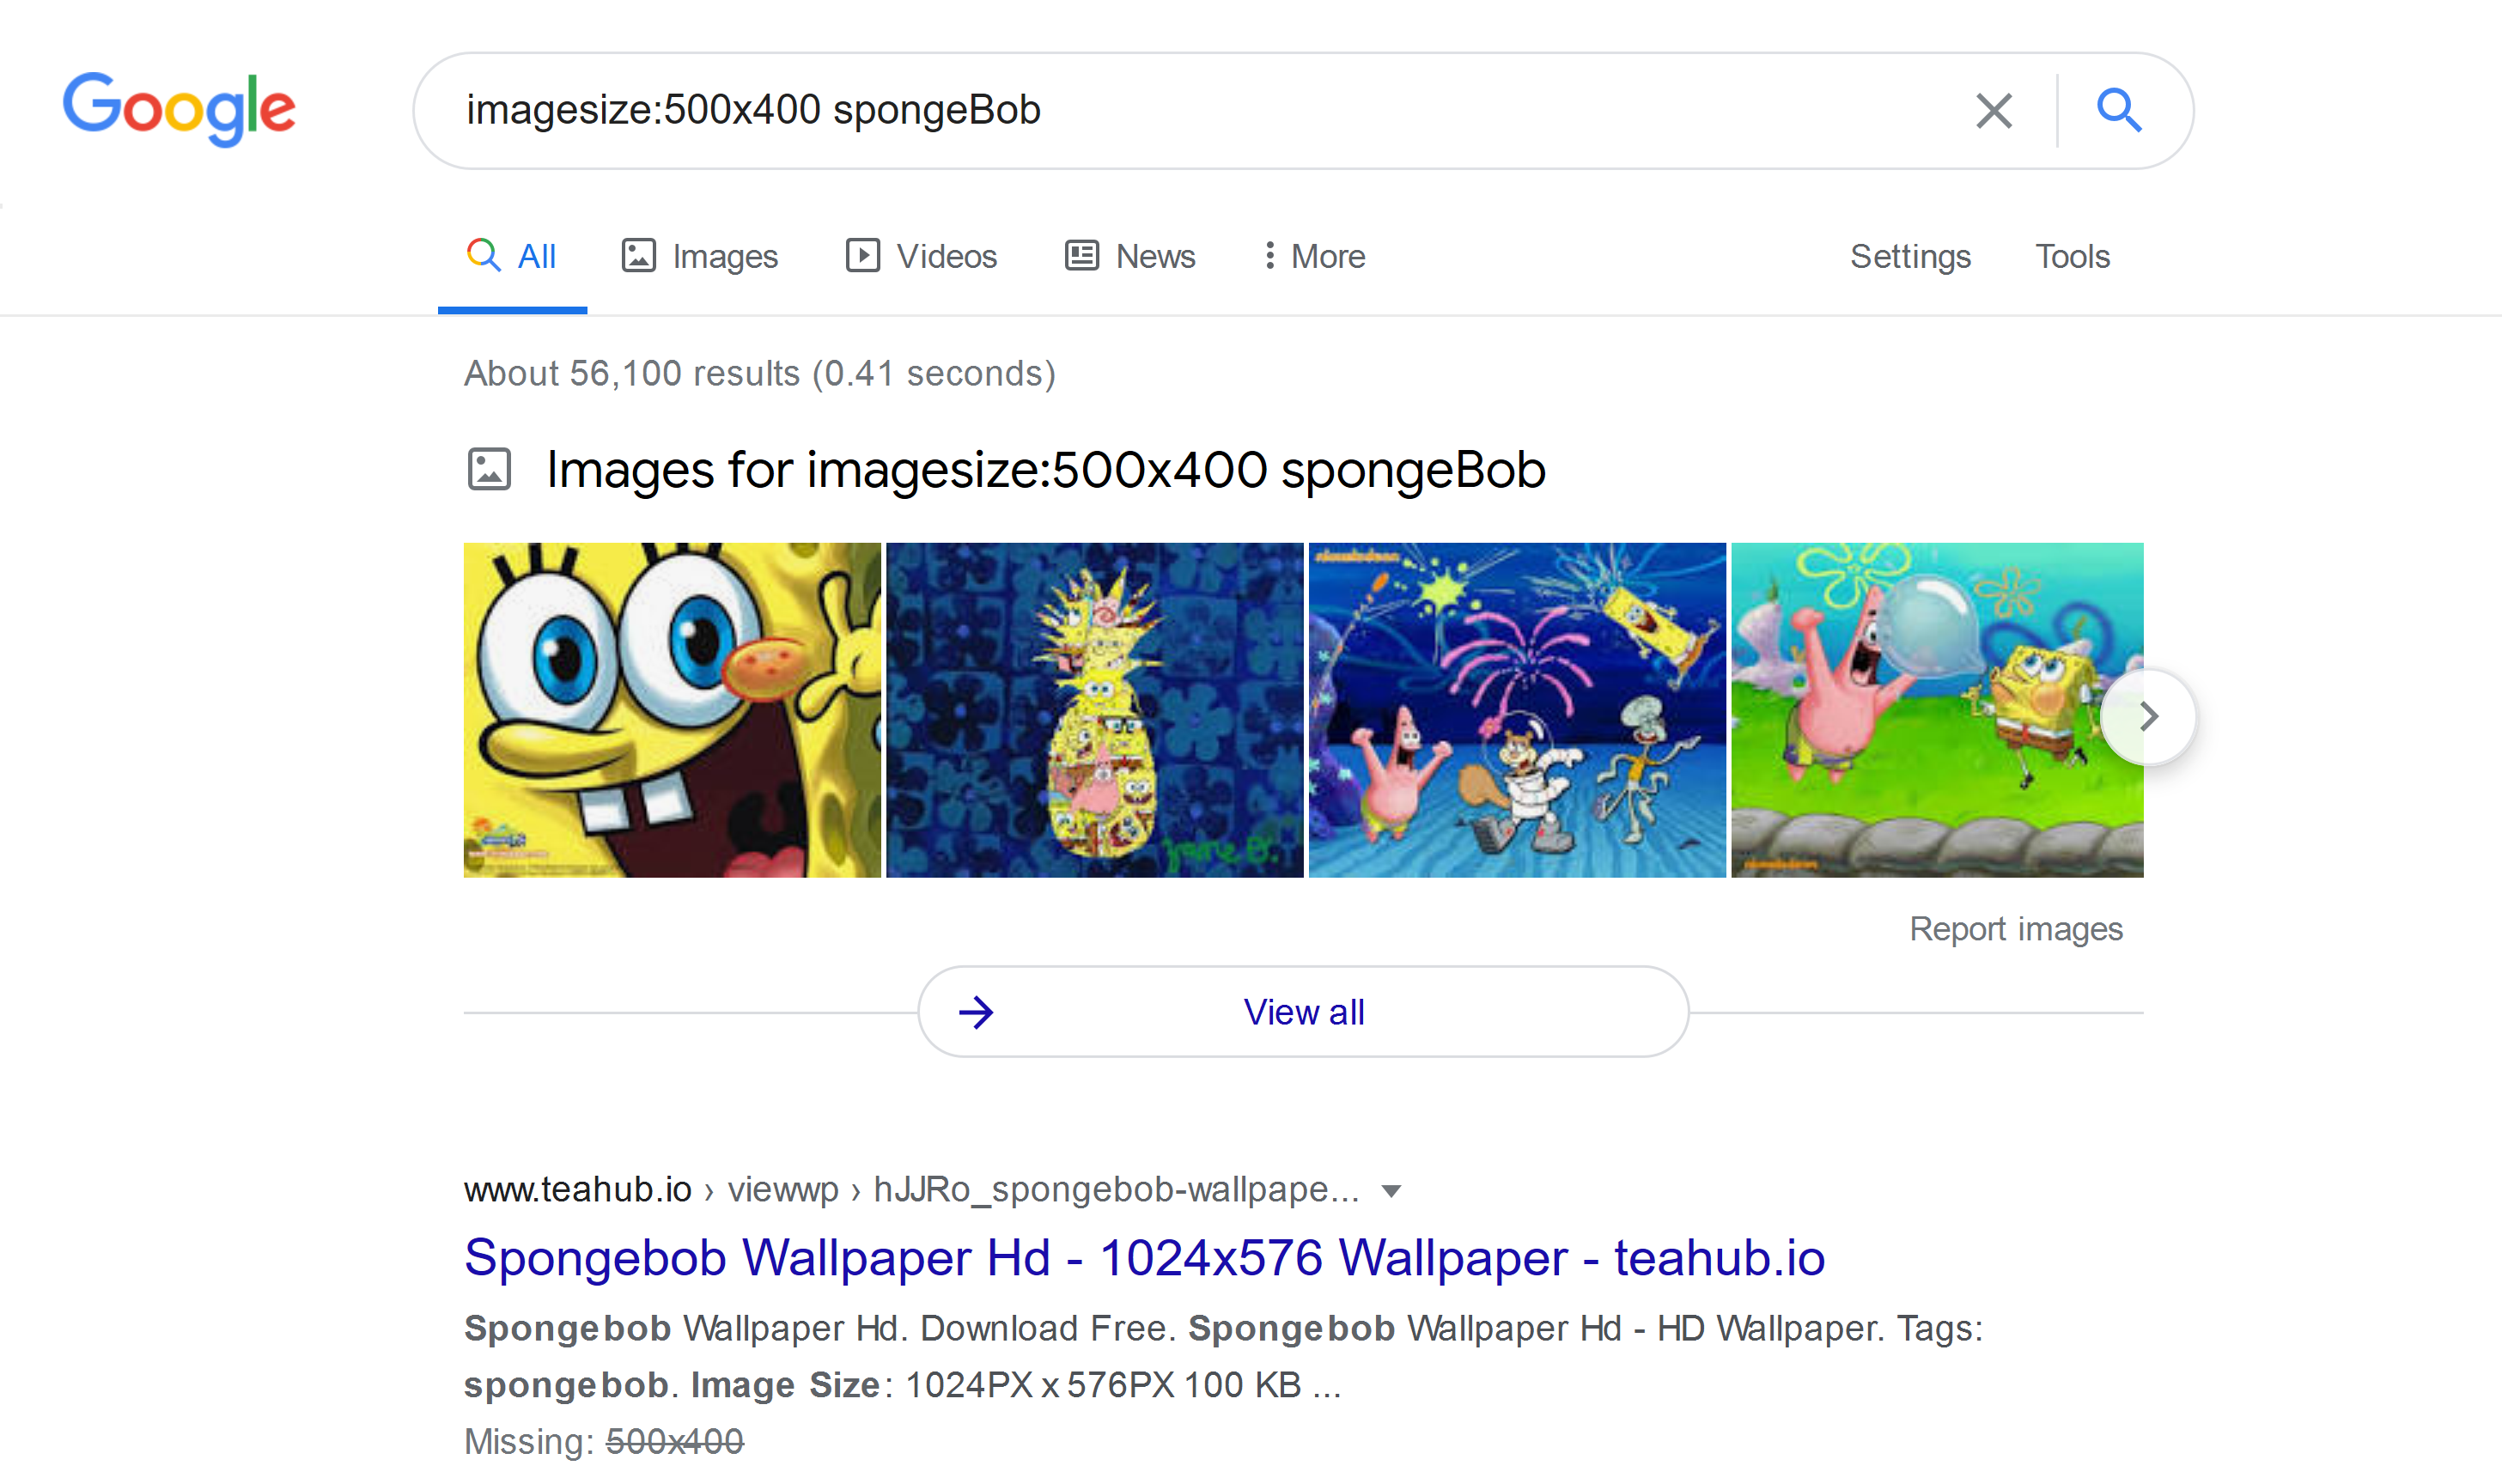 Google
imagesize:500x400 spongeBob
All Images Videos News More Settings Tools
About 56,100 results (0.41 seconds)
Images for imagesize:500x400 spongeBob
nickelodeon
Report images
View all
www.teahub.io › viewwp › hJJRo_spongebob-wallpape...
Spongebob Wallpaper Hd - 1024x576 Wallpaper - teahub.io
Spongebob Wallpaper Hd. Download Free. Spongebob Wallpaper Hd - HD Wallpaper. Tags:
spongebob. Image Size: 1024PX x 576PX 100 KB ...
Missing: 500x400